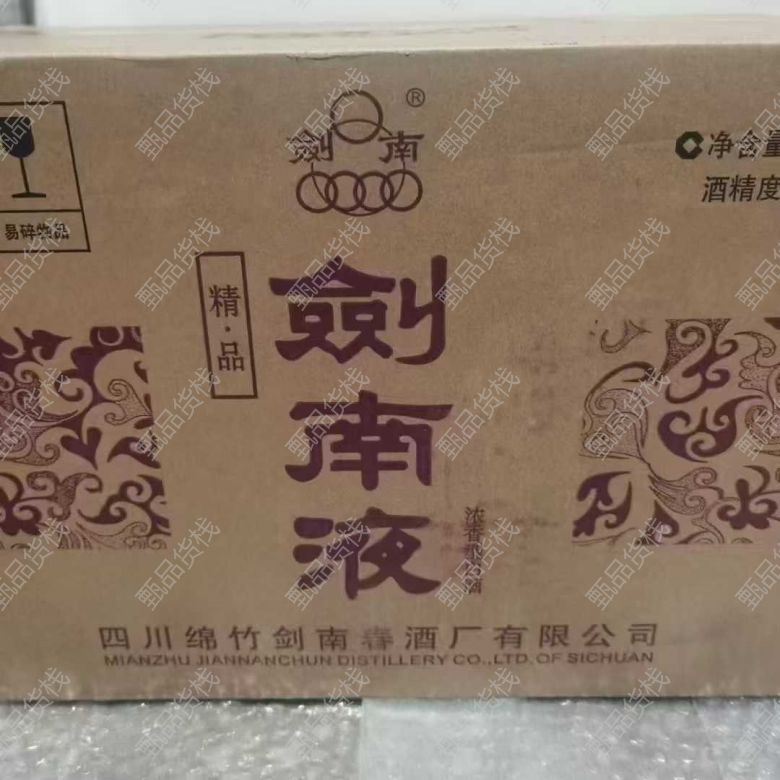 劍南®
净含量
酒精度
易碎物品
精·品
劍南液
浓香型白酒
四川绵竹剑南春酒厂有限公司
MIANZHU JIANNANCHUN DISTILLERY CO.,LTD.OF SICHUAN
甄品货栈